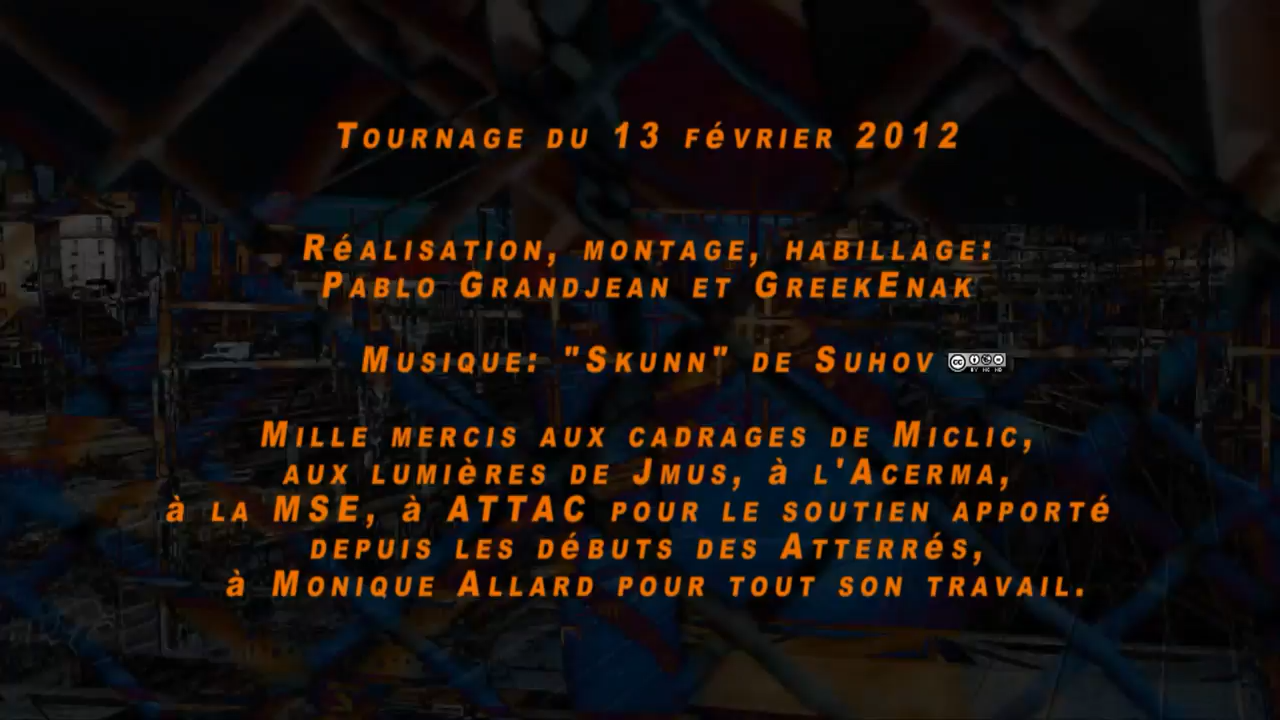 Tournage du 13 février 2012
Réalisation, montage, habillage:
Pablo Grandjean et GreekEnak
Musique: "Skunn" de Suhov
Mille mercis aux cadrages de Miclic,
aux lumières de Jmus, à l'Acerma,
à la MSE, à ATTAC pour le soutien apporté
depuis les débuts des Atterrés,
à Monique Allard pour tout son travail.